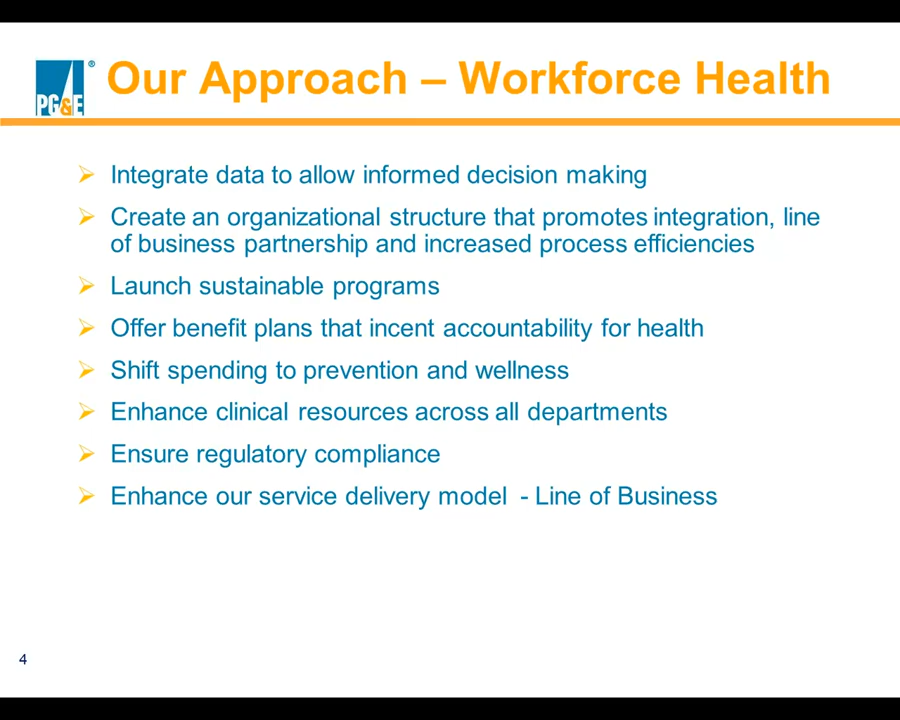 PG&E ®
Our Approach – Workforce Health
Integrate data to allow informed decision making
Create an organizational structure that promotes integration, line
of business partnership and increased process efficiencies
Launch sustainable programs
Offer benefit plans that incent accountability for health
Shift spending to prevention and wellness
Enhance clinical resources across all departments
Ensure regulatory compliance
Enhance our service delivery model - Line of Business
4